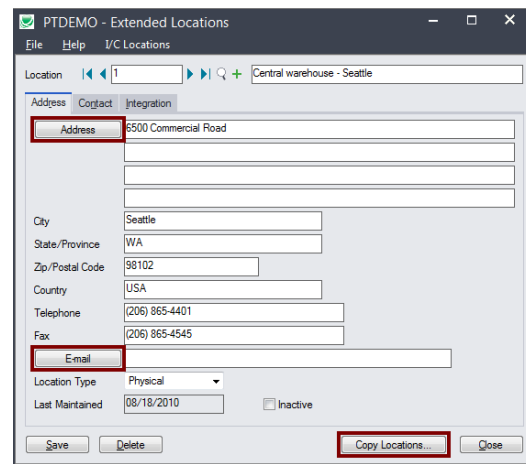 PTDEMO - Extended Locations
File Help I/C Locations
Location 1 Central warehouse - Seattle
Address Contact Integration
Address 6500 Commercial Road
City Seattle
State/Province WA
Zip/Postal Code 98102
Country USA
Telephone (206) 865-4401
Fax (206) 865-4545
E-mail
Location Type Physical
Last Maintained 08/18/2010 Inactive
Save Delete Copy Locations... Close